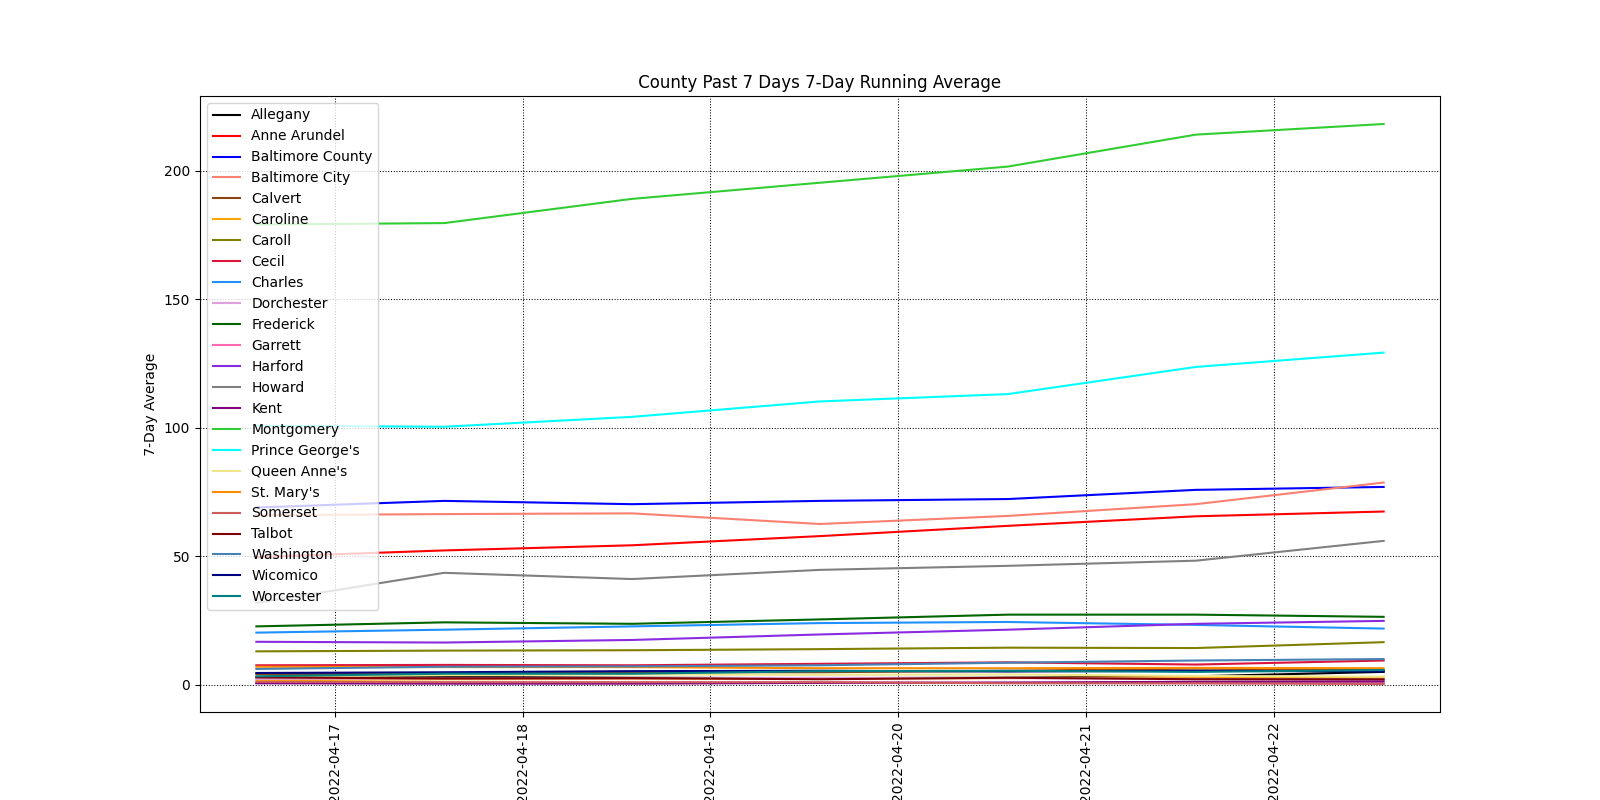 County Past 7 Days 7-Day Running Average
7-Day Average
200
150
100
50
0
Allegany
Anne Arundel
Baltimore County
Baltimore City
Calvert
Caroline
Caroll
Cecil
Charles
Dorchester
Frederick
Garrett
Harford
Howard
Kent
Montgomery
Prince George's
Queen Anne's
St. Mary's
Somerset
Talbot
Washington
Wicomico
Worcester
2022-04-17
2022-04-18
2022-04-19
2022-04-20
2022-04-21
2022-04-22